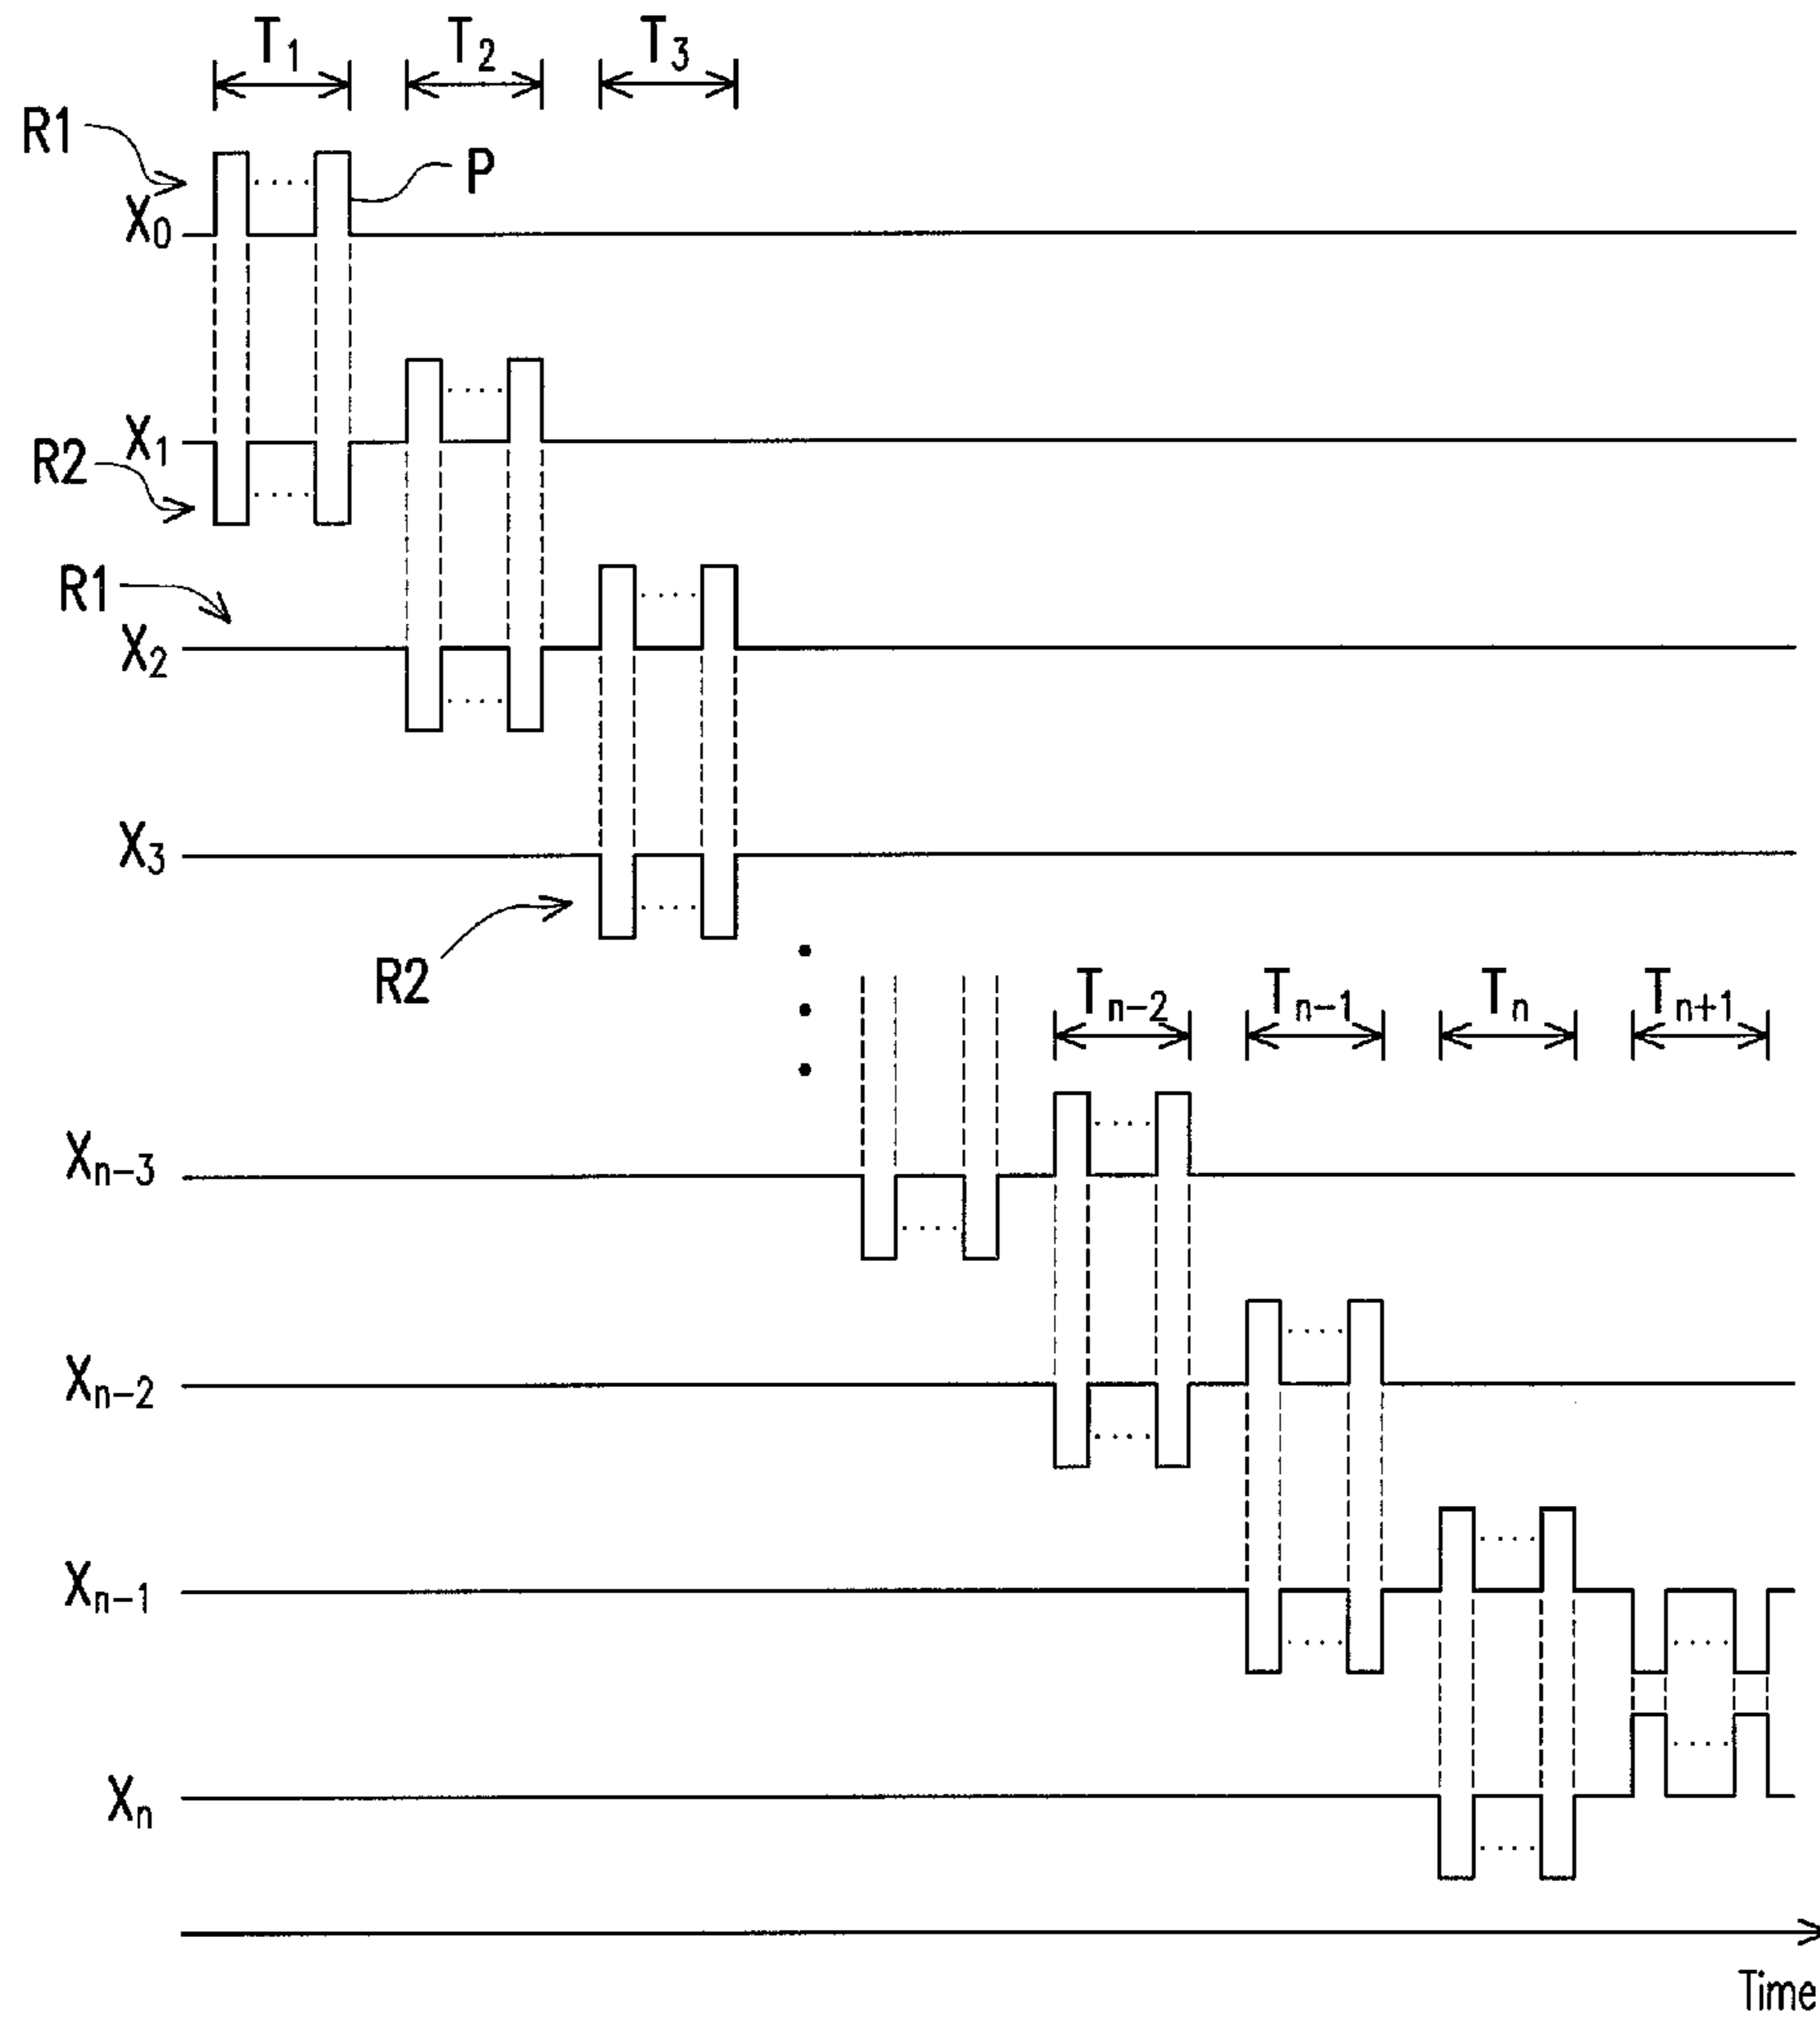 T₁ T₂ T₃
R1
P
X₀
X₁
R2
R1
X₂
X₃
R2
Tₙ₋₂ Tₙ₋₁ Tₙ Tₙ₊₁
Xₙ₋₃
Xₙ₋₂
Xₙ₋₁
Xₙ
Time